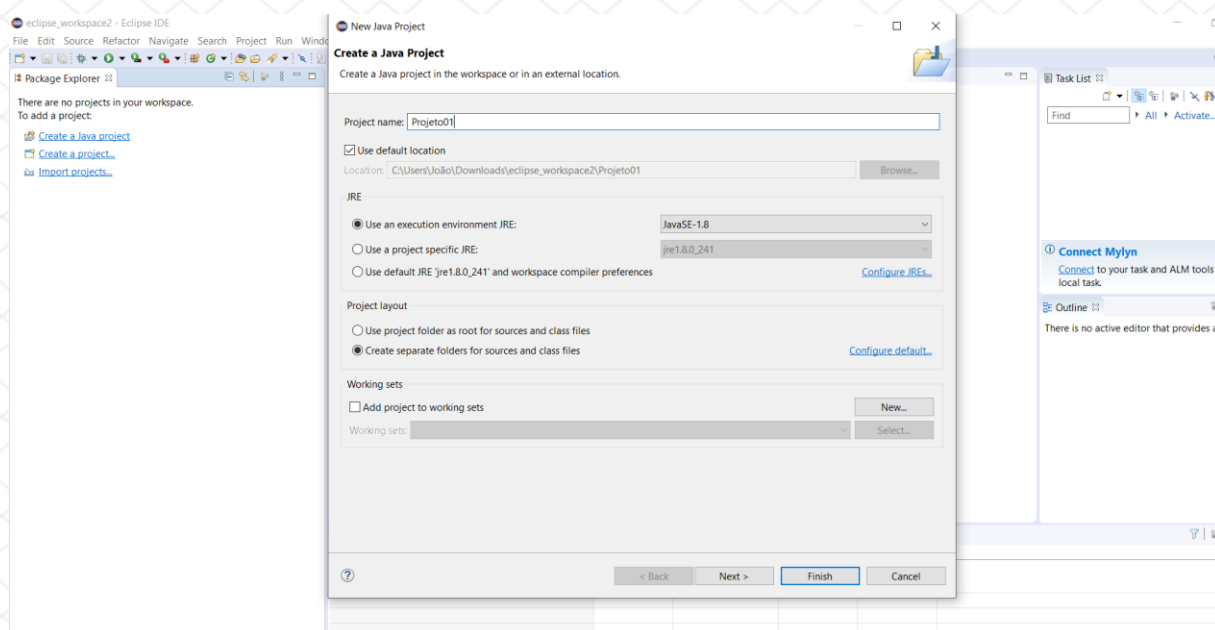 eclipse_workspace2 - Eclipse IDE
File Edit Source Refactor Navigate Search Project Run Windo
Package Explorer
There are no projects in your workspace.
To add a project:
Create a Java project
Create a project...
Import projects...
New Java Project
Create a Java Project
Create a Java project in the workspace or in an external location.
Project name: Projeto01
Use default location
Location: C:\Users\João\Downloads\eclipse_workspace2\Projeto01 Browse...
JRE
Use an execution environment JRE: JavaSE-1.8
Use a project specific JRE: jre1.8.0_241
Use default JRE 'jre1.8.0_241' and workspace compiler preferences Configure JREs...
Project layout
Use project folder as root for sources and class files
Create separate folders for sources and class files Configure default...
Working sets
Add project to working sets New...
Working sets: Select...
< Back Next > Finish Cancel
Task List
Find All Activate...
Connect Mylyn
Connect to your task and ALM tools
local task.
Outline
There is no active editor that provides a